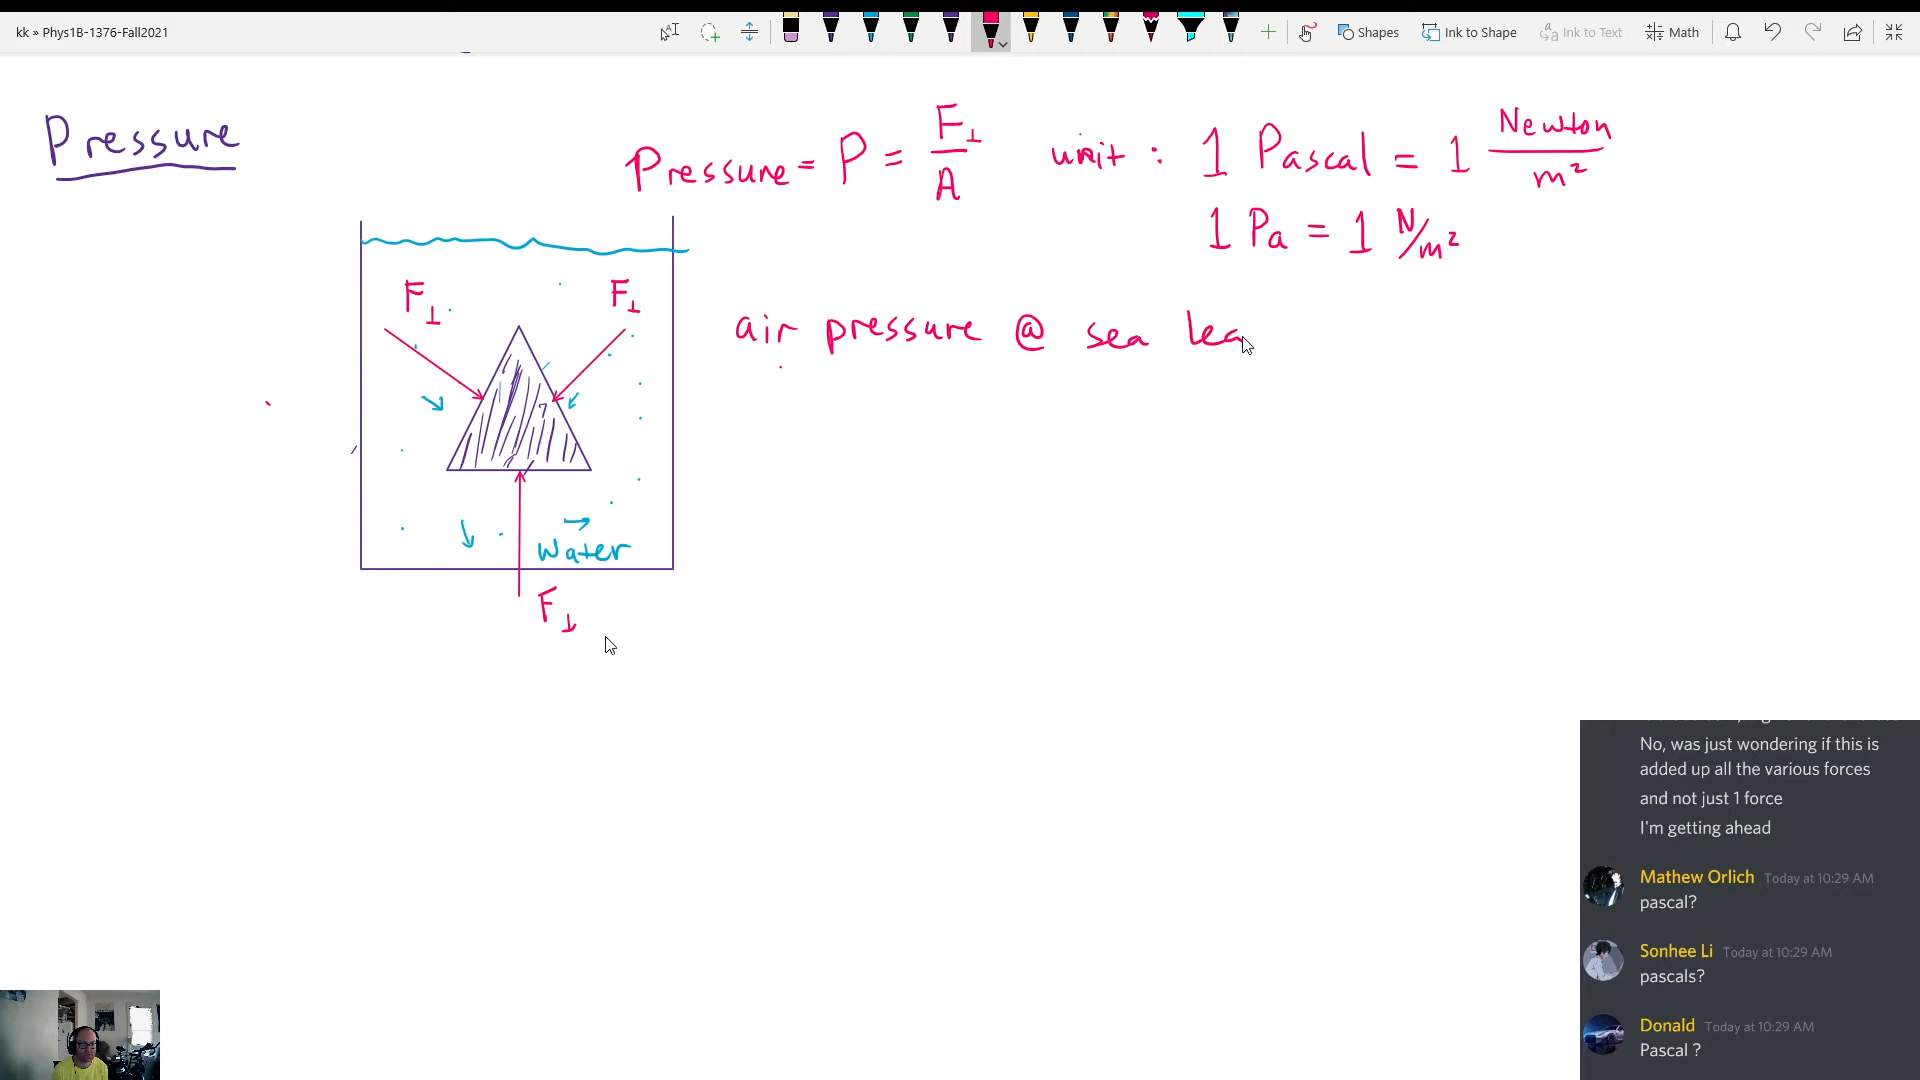 kk » Phys1B-1376-Fall2021
Shapes
Ink to Shape
Ink to Text
Math
Pressure
Pressure = P = F⊥/A unit : 1 Pascal = 1 Newton/m²
1 Pa = 1 N/m²
F⊥ F⊥
air pressure @ sea lea
Water
F⊥
No, was just wondering if this is
added up all the various forces
and not just 1 force
I'm getting ahead
Mathew Orlich Today at 10:29 AM
pascal?
Sonhee Li Today at 10:29 AM
pascals?
Donald Today at 10:29 AM
Pascal ?